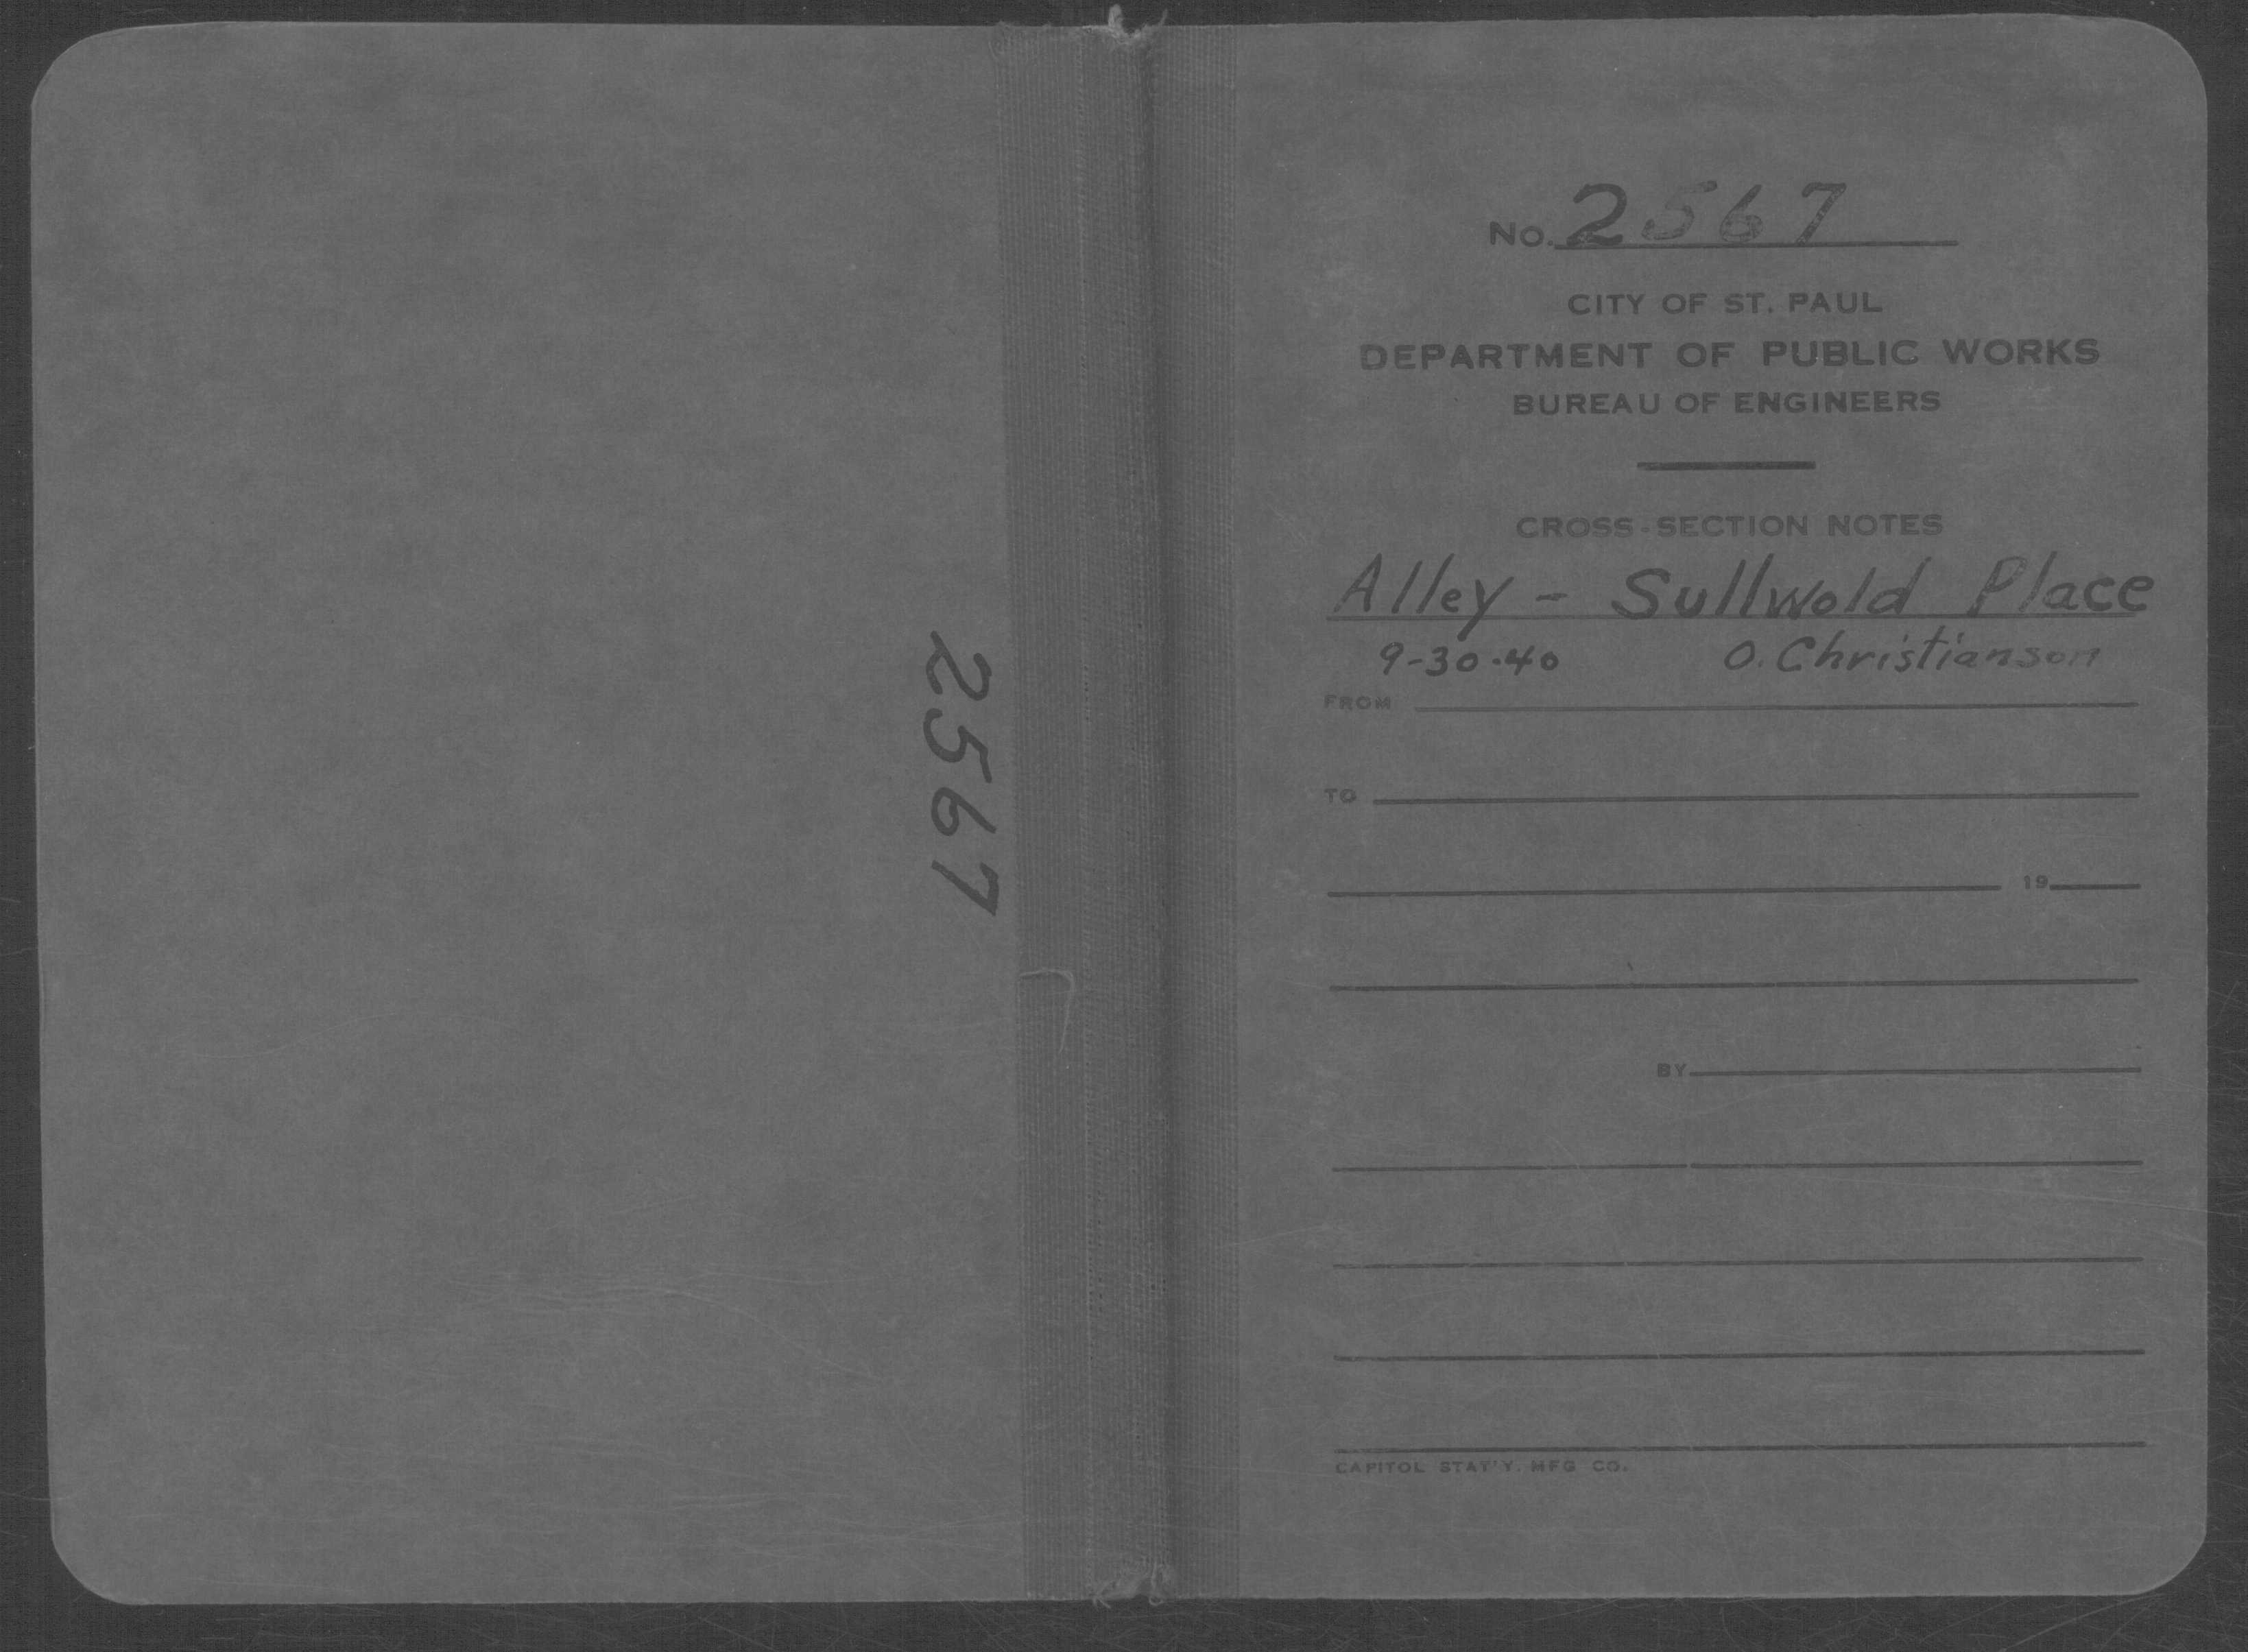 2567
No. 2567
CITY OF ST. PAUL
DEPARTMENT OF PUBLIC WORKS
BUREAU OF ENGINEERS
CROSS-SECTION NOTES
Alley - Sullwold Place
9-30-40 O. Christianson
FROM
TO
19
BY
CAPITOL STAT'Y. MFG CO.